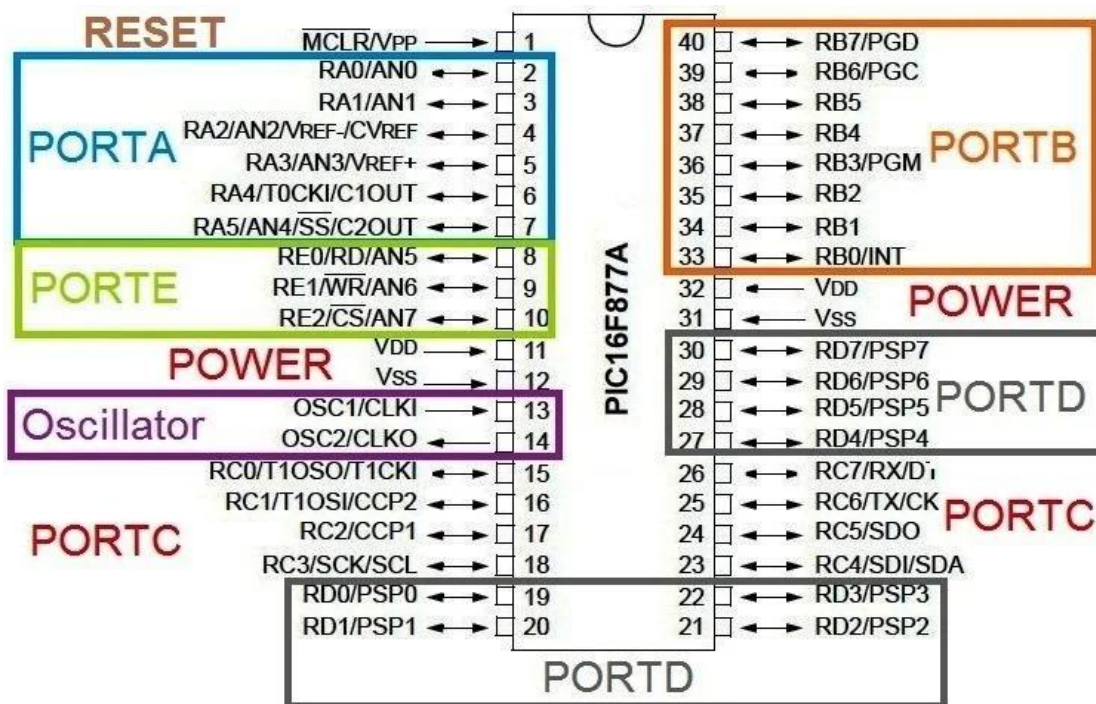 RESET
PORTA
PORTE
POWER
Oscillator
PORTC
MCLR/VPP 1
RA0/AN0 2
RA1/AN1 3
RA2/AN2/VREF-/CVREF 4
RA3/AN3/VREF+ 5
RA4/T0CKI/C1OUT 6
RA5/AN4/SS/C2OUT 7
RE0/RD/AN5 8
RE1/WR/AN6 9
RE2/CS/AN7 10
VDD 11
VSS 12
OSC1/CLKI 13
OSC2/CLKO 14
RC0/T1OSO/T1CKI 15
RC1/T1OSI/CCP2 16
RC2/CCP1 17
RC3/SCK/SCL 18
RD0/PSP0 19
RD1/PSP1 20
PIC16F877A
40 RB7/PGD
39 RB6/PGC
38 RB5
37 RB4
36 RB3/PGM
35 RB2
34 RB1
33 RB0/INT
32 VDD
31 VSS
30 RD7/PSP7
29 RD6/PSP6
28 RD5/PSP5
27 RD4/PSP4
26 RC7/RX/DT
25 RC6/TX/CK
24 RC5/SDO
23 RC4/SDI/SDA
22 RD3/PSP3
21 RD2/PSP2
PORTB
POWER
PORTD
PORTC
PORTD